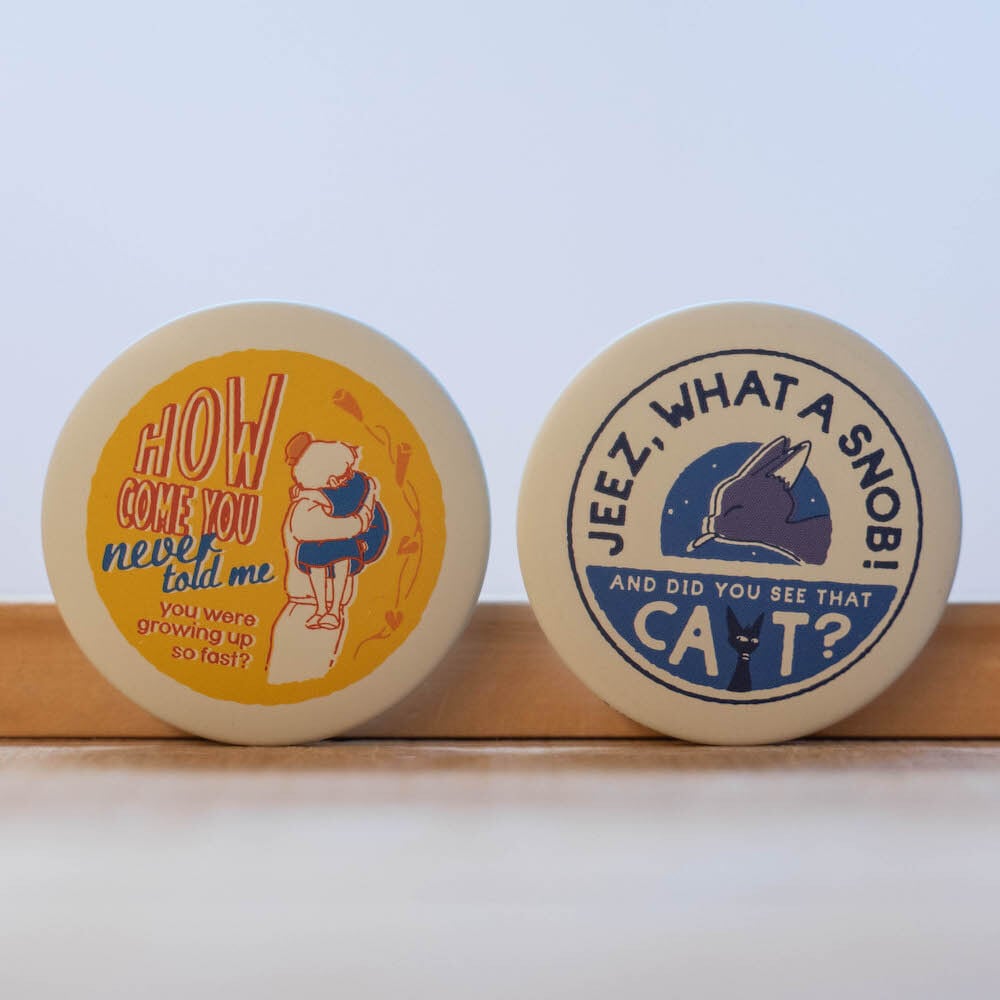 HOW
COME YOU
never
told me
you were
growing up
so fast?
JEEZ, WHAT A SNOB!
AND DID YOU SEE THAT
CAT?